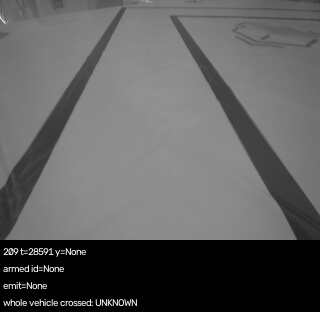 209 t=28591 y=None
armed id=None
emit=None
whole vehicle crossed: UNKNOWN